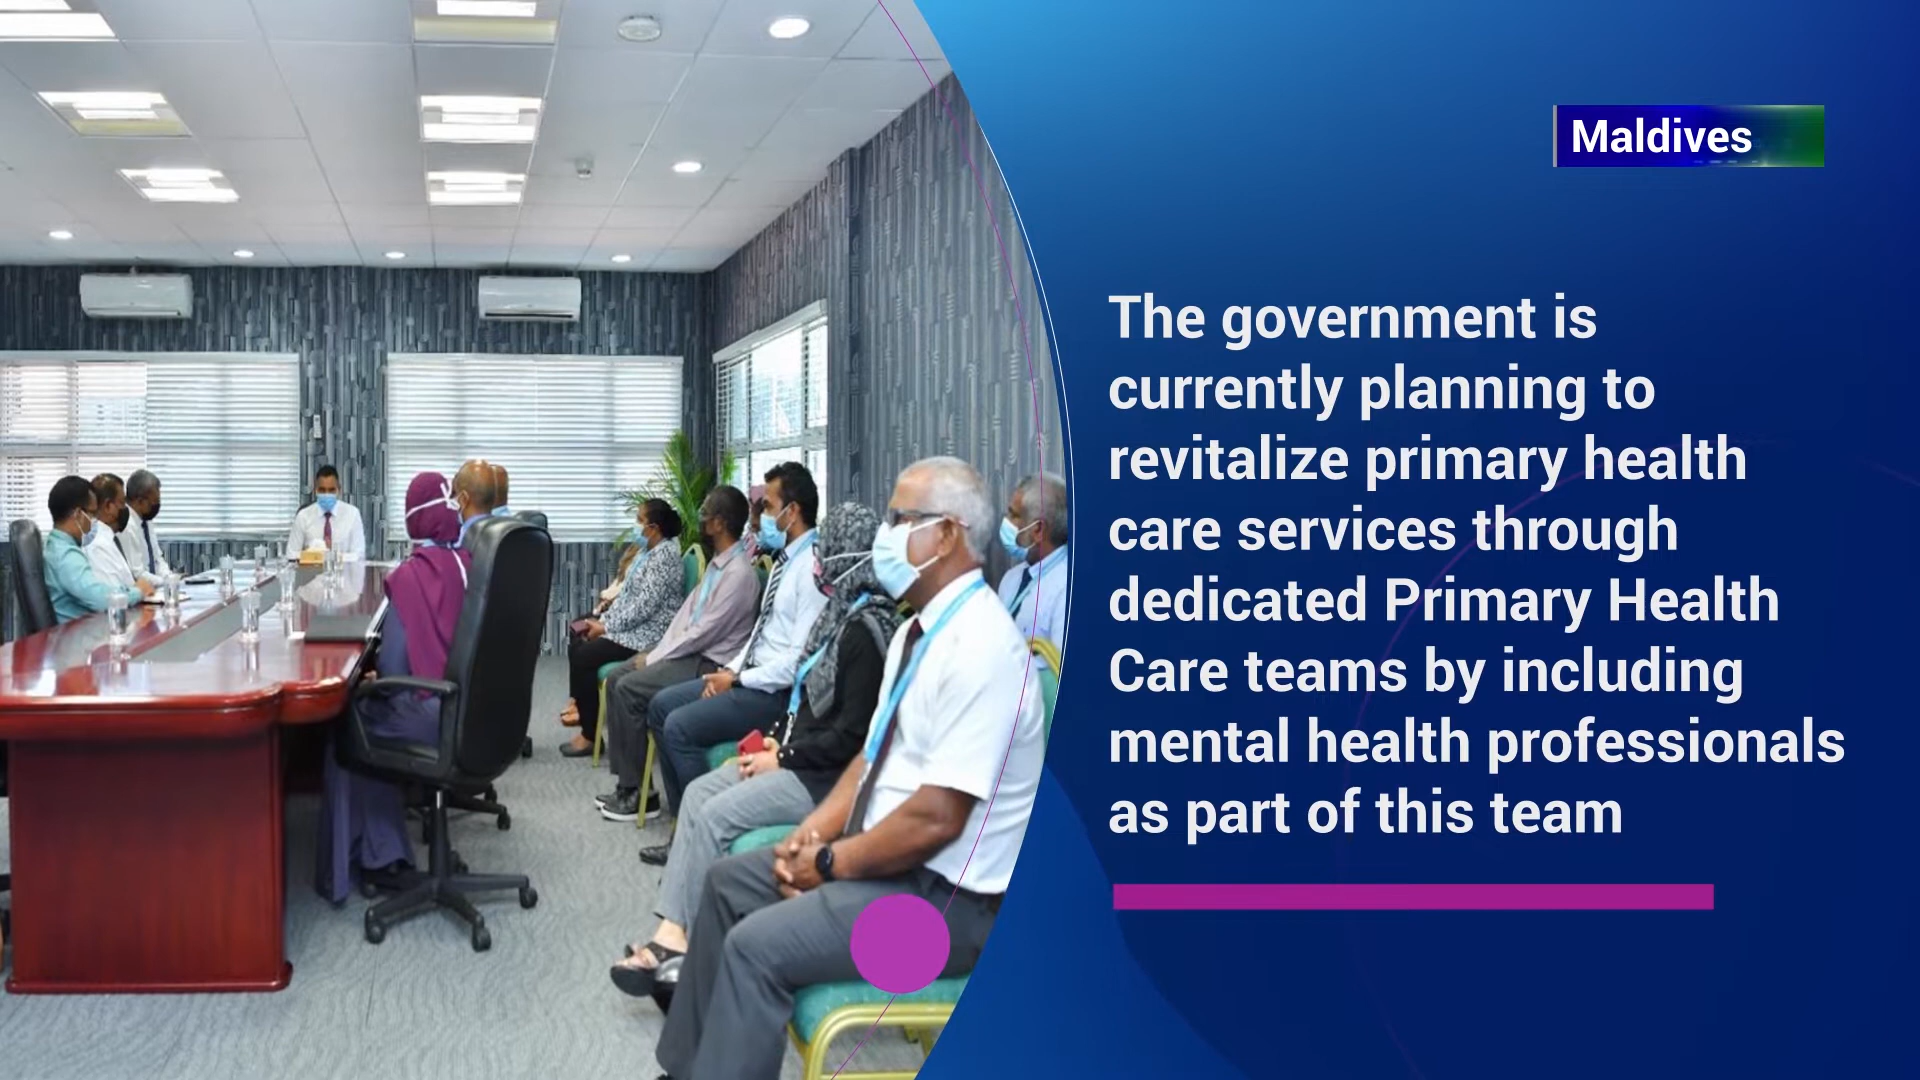 Maldives
The government is
currently planning to
revitalize primary health
care services through
dedicated Primary Health
Care teams by including
mental health professionals
as part of this team